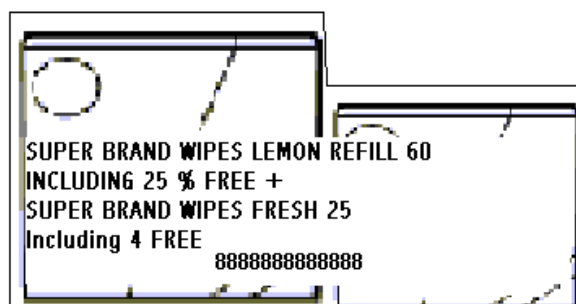 SUPER BRAND WIPES LEMON REFILL 60
INCLUDING 25 % FREE +
SUPER BRAND WIPES FRESH 25
Including 4 FREE
8888888888888